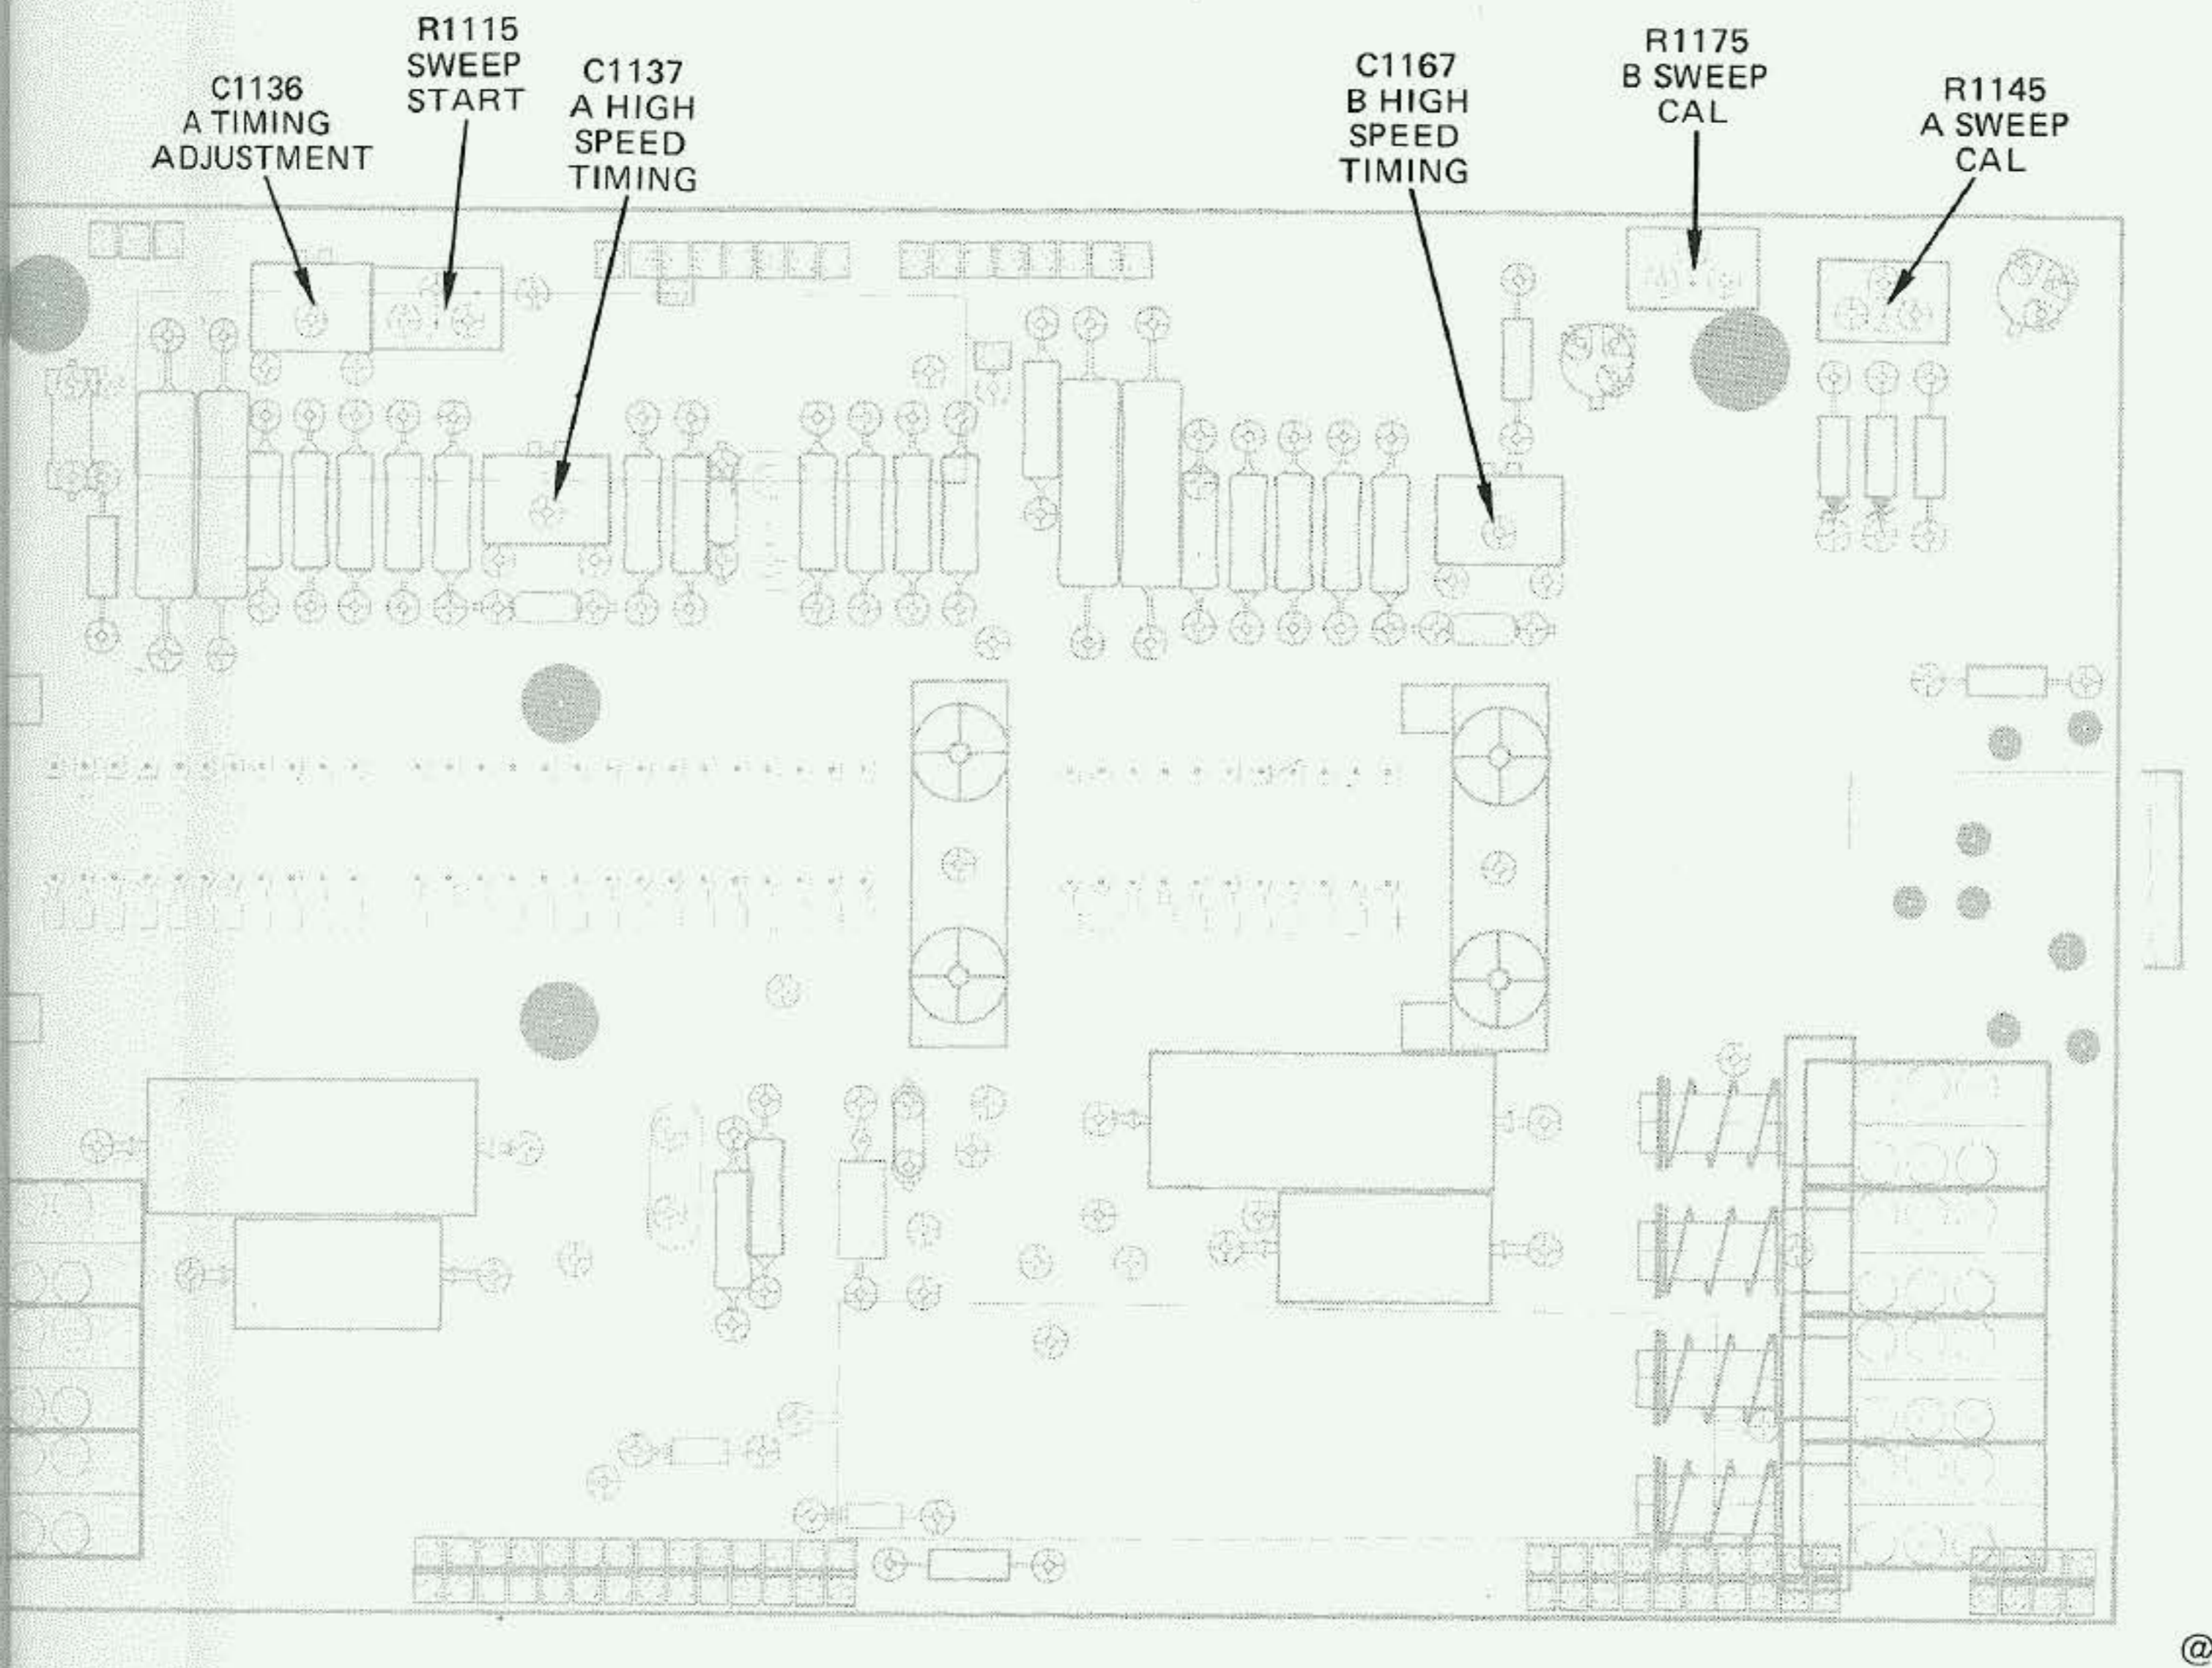 C1136
A TIMING
ADJUSTMENT
R1115
SWEEP
START
C1137
A HIGH
SPEED
TIMING
C1167
B HIGH
SPEED
TIMING
R1175
B SWEEP
CAL
R1145
A SWEEP
CAL
@